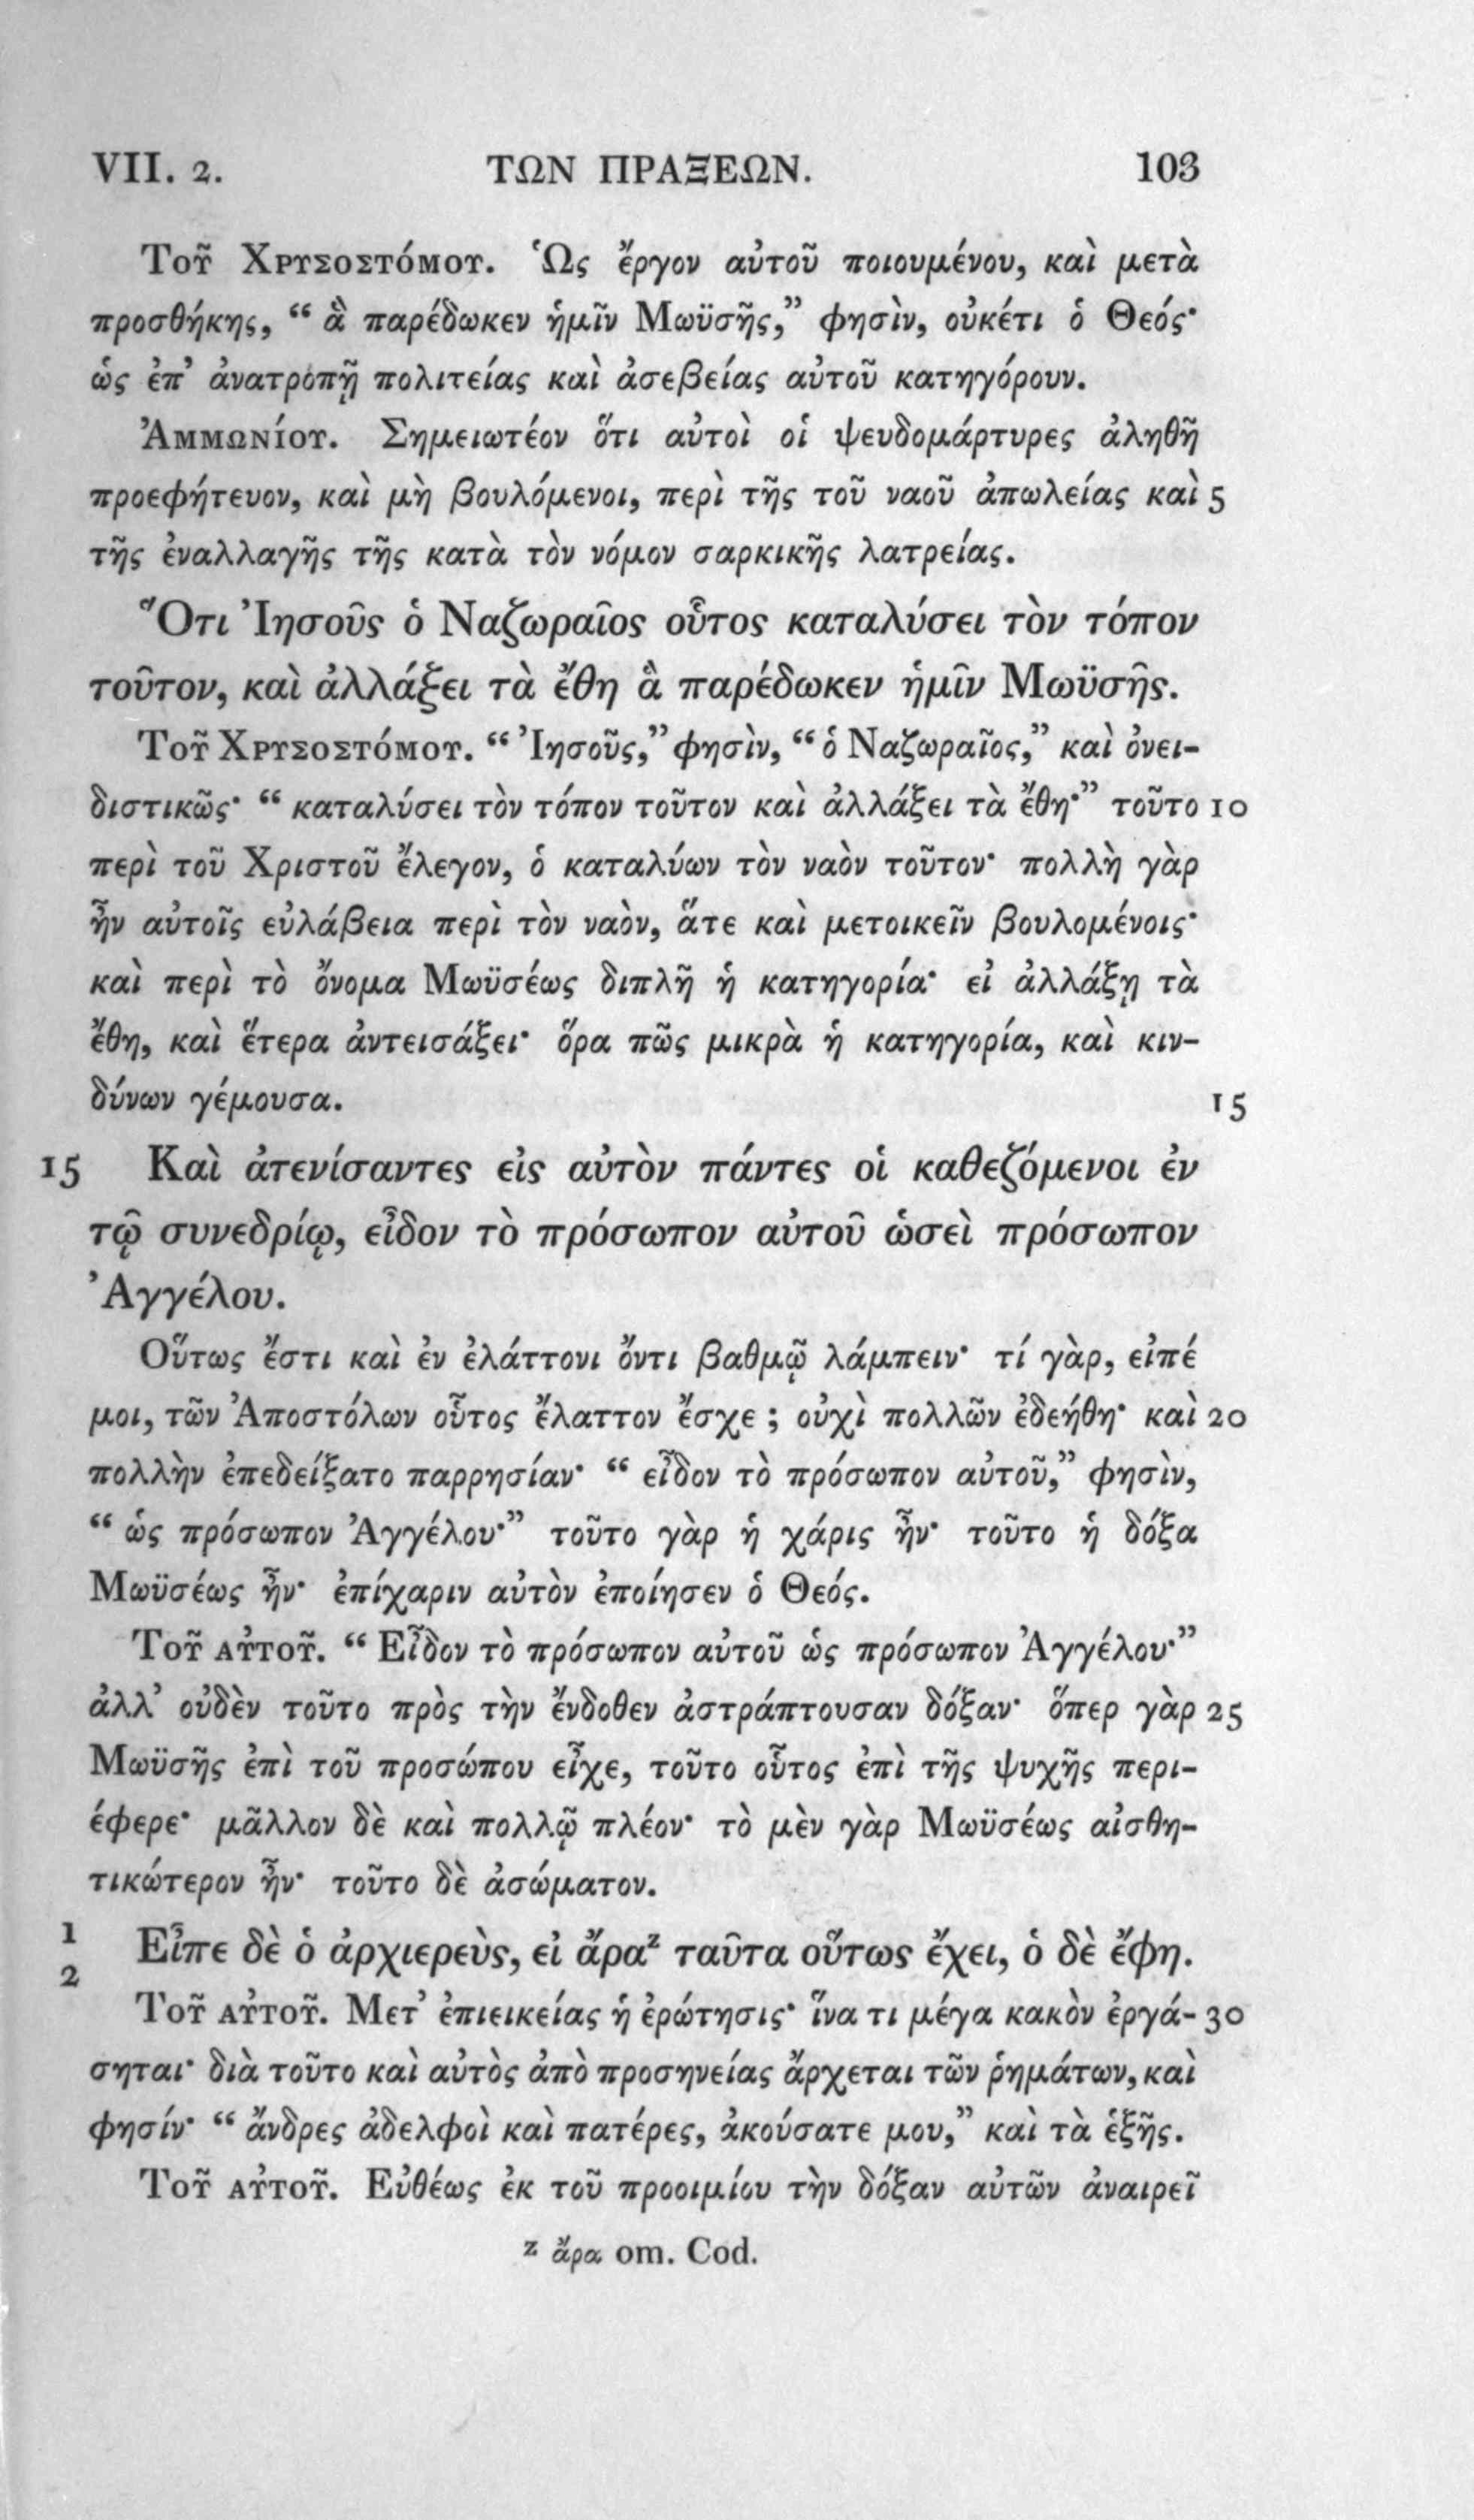 VII. 2. ΤΩΝ ΠΡΑΞΕΩΝ. 103
Τοῦ Χρυσοστόμου. Ὡς ἔργον αὐτοῦ ποιουμένου, καὶ μετὰ
προσθήκης, “ ἃ παρέδωκεν ἡμῖν Μωϋσῆς,” φησὶν, οὐκέτι ὁ Θεός·
ὡς ἐπ’ ἀνατροπῇ πολιτείας καὶ ἀσεβείας αὐτοῦ κατηγόρουν.
Ἀμμωνίου. Σημειωτέον ὅτι αὐτοὶ οἱ ψευδομάρτυρες ἀληθῆ
προεφήτευον, καὶ μὴ βουλόμενοι, περὶ τῆς τοῦ ναοῦ ἀπωλείας καὶ 5
τῆς ἐναλλαγῆς τῆς κατὰ τὸν νόμον σαρκικῆς λατρείας.
Ὅτι Ἰησοῦς ὁ Ναζωραῖος οὗτος καταλύσει τὸν τόπον
τοῦτον, καὶ ἀλλάξει τὰ ἔθη ἃ παρέδωκεν ἡμῖν Μωϋσῆς.
Τοῦ Χρυσοστόμου. “ Ἰησοῦς,” φησὶν, “ ὁ Ναζωραῖος,” καὶ ὀνει-
διστικῶς· “ καταλύσει τὸν τόπον τοῦτον καὶ ἀλλάξει τὰ ἔθη·” τοῦτο 10
περὶ τοῦ Χριστοῦ ἔλεγον, ὁ καταλύων τὸν ναὸν τοῦτον· πολλὴ γὰρ
ἦν αὐτοῖς εὐλάβεια περὶ τὸν ναὸν, ἅτε καὶ μετοικεῖν βουλομένοις·
καὶ περὶ τὸ ὄνομα Μωϋσέως διπλῆ ἡ κατηγορία· εἰ ἀλλάξῃ τὰ
ἔθη, καὶ ἕτερα ἀντεισάξει· ὅρα πῶς μικρὰ ἡ κατηγορία, καὶ κιν-
δύνων γέμουσα. 15
15 Καὶ ἀτενίσαντες εἰς αὐτὸν πάντες οἱ καθεζόμενοι ἐν
τῷ συνεδρίῳ, εἶδον τὸ πρόσωπον αὐτοῦ ὡσεὶ πρόσωπον
Ἀγγέλου.
Οὕτως ἔστι καὶ ἐν ἐλάττονι ὄντι βαθμῷ λάμπειν· τί γὰρ, εἰπέ
μοι, τῶν Ἀποστόλων οὗτος ἔλαττον ἔσχε ; οὐχὶ πολλῶν ἐδεήθη· καὶ 20
πολλὴν ἐπεδείξατο παρρησίαν· “ εἶδον τὸ πρόσωπον αὐτοῦ,” φησὶν,
“ ὡς πρόσωπον Ἀγγέλου·” τοῦτο γὰρ ἡ χάρις ἦν· τοῦτο ἡ δόξα
Μωϋσέως ἦν· ἐπίχαριν αὐτὸν ἐποίησεν ὁ Θεός.
Τοῦ αὐτοῦ. “ Εἶδον τὸ πρόσωπον αὐτοῦ ὡς πρόσωπον Ἀγγέλου·”
ἀλλ’ οὐδὲν τοῦτο πρὸς τὴν ἔνδοθεν ἀστράπτουσαν δόξαν· ὅπερ γὰρ 25
Μωϋσῆς ἐπὶ τοῦ προσώπου εἶχε, τοῦτο οὗτος ἐπὶ τῆς ψυχῆς περι-
έφερε· μᾶλλον δὲ καὶ πολλῷ πλέον· τὸ μὲν γὰρ Μωϋσέως αἰσθη-
τικώτερον ἦν· τοῦτο δὲ ἀσώματον.
1 Εἶπε δὲ ὁ ἀρχιερεὺς, εἰ ἄρα<sup>z</sup> ταῦτα οὕτως ἔχει, ὁ δὲ ἔφη.
2
Τοῦ αὐτοῦ. Μετ’ ἐπιεικείας ἡ ἐρώτησις· ἵνα τι μέγα κακὸν ἐργά- 30
σηται· διὰ τοῦτο καὶ αὐτὸς ἀπὸ προσηνείας ἄρχεται τῶν ῥημάτων, καὶ
φησίν· “ ἄνδρες ἀδελφοὶ καὶ πατέρες, ἀκούσατε μου,” καὶ τὰ ἑξῆς.
Τοῦ αὐτοῦ. Εὐθέως ἐκ τοῦ προοιμίου τὴν δόξαν αὐτῶν ἀναιρεῖ
z ἄρα om. Cod.